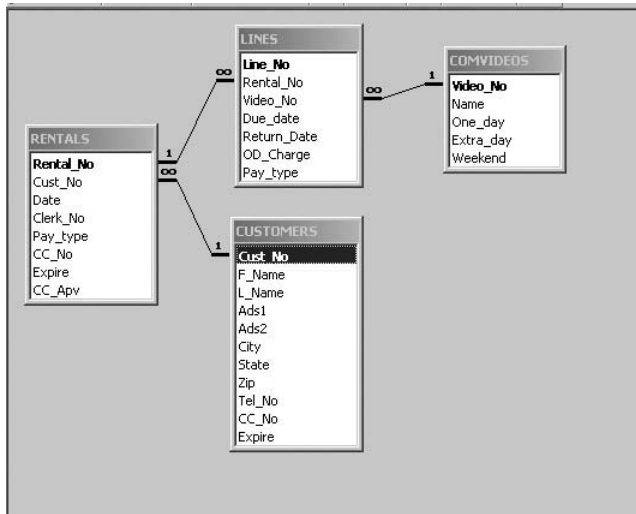 LINES
Line_No
Rental_No
Video_No
Due_date
Return_Date
OD_Charge
Pay_type
COMVIDEOS
Video_No
Name
One_day
Extra_day
Weekend
RENTALS
Rental_No
Cust_No
Date
Clerk_No
Pay_type
CC_No
Expire
CC_Apv
CUSTOMERS
Cust_No
F_Name
L_Name
Ads1
Ads2
City
State
Zip
Tel_No
CC_No
Expire
∞
1
∞
1
∞
1